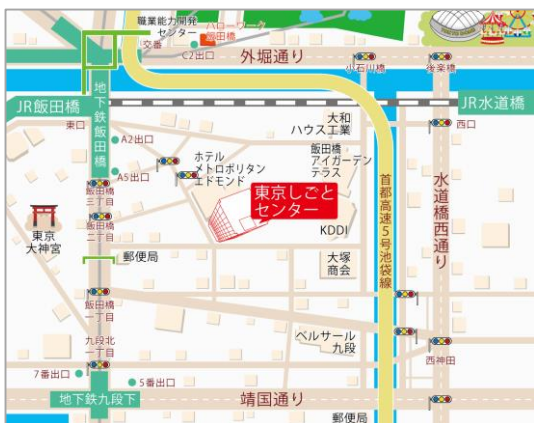 職業能力開発
センター
ハローワーク
飯田橋
交番
C2出口
外堀通り
小石川橋
後楽橋
JR飯田橋
地下鉄飯田橋
JR水道橋
東口
西口
A2出口
大和
ハウス工業
ホテル
メトロポリタン
エドモンド
飯田橋
アイガーデン
テラス
A5出口
飯田橋
三丁目
東京しごと
センター
首都高速5号池袋線
水道橋西通り
東京
大神宮
飯田橋
二丁目
KDDI
郵便局
大塚
商会
飯田橋
一丁目
ベルサール
九段
九段北
一丁目
西神田
7番出口
5番出口
地下鉄九段下
靖国通り
郵便局